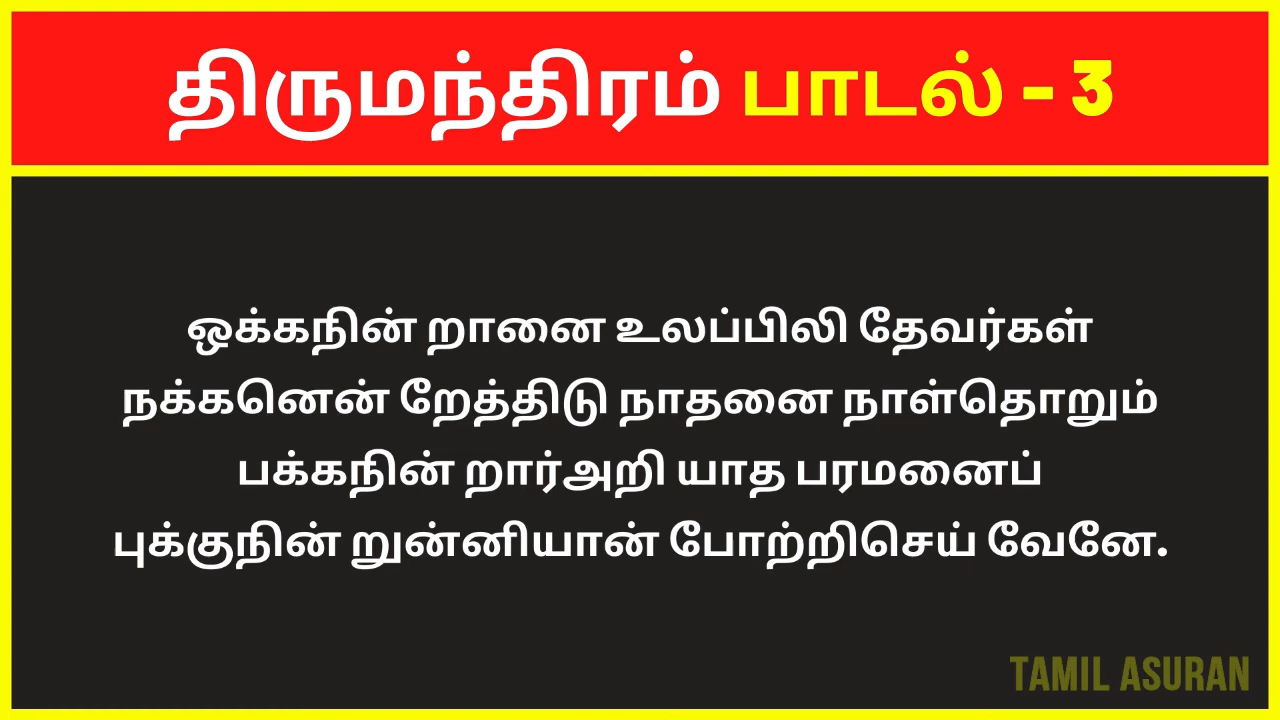 திருமந்திரம் பாடல் - 3
ஒக்கநின் றானை உலப்பிலி தேவர்கள்
நக்கனென் றேத்திடு நாதனை நாள்தொறும்
பக்கநின் றார்அறி யாத பரமனைப்
புக்குநின் றுன்னியான் போற்றிசெய் வேனே.
TAMIL ASURAN